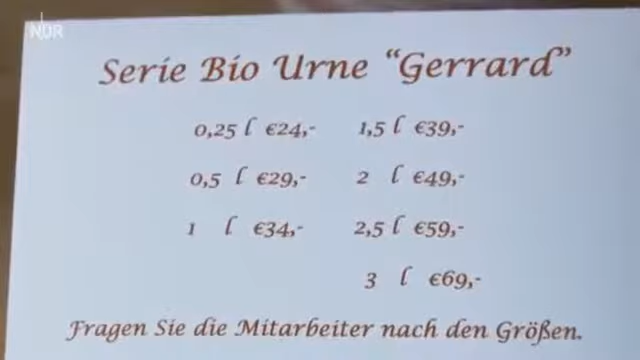 NDR
Serie Bio Urne “Gerrard”
0,25 l €24,- 1,5 l €39,-
0,5 l €29,- 2 l €49,-
1 l €34,- 2,5 l €59,-
3 l €69,-
Fragen Sie die Mitarbeiter nach den Größen.